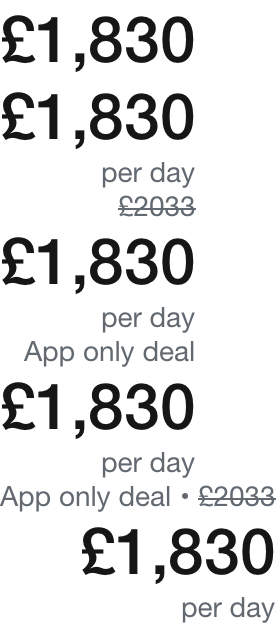 £1,830
£1,830
per day
£2033
£1,830
per day
App only deal
£1,830
per day
App only deal • £2033
£1,830
per day